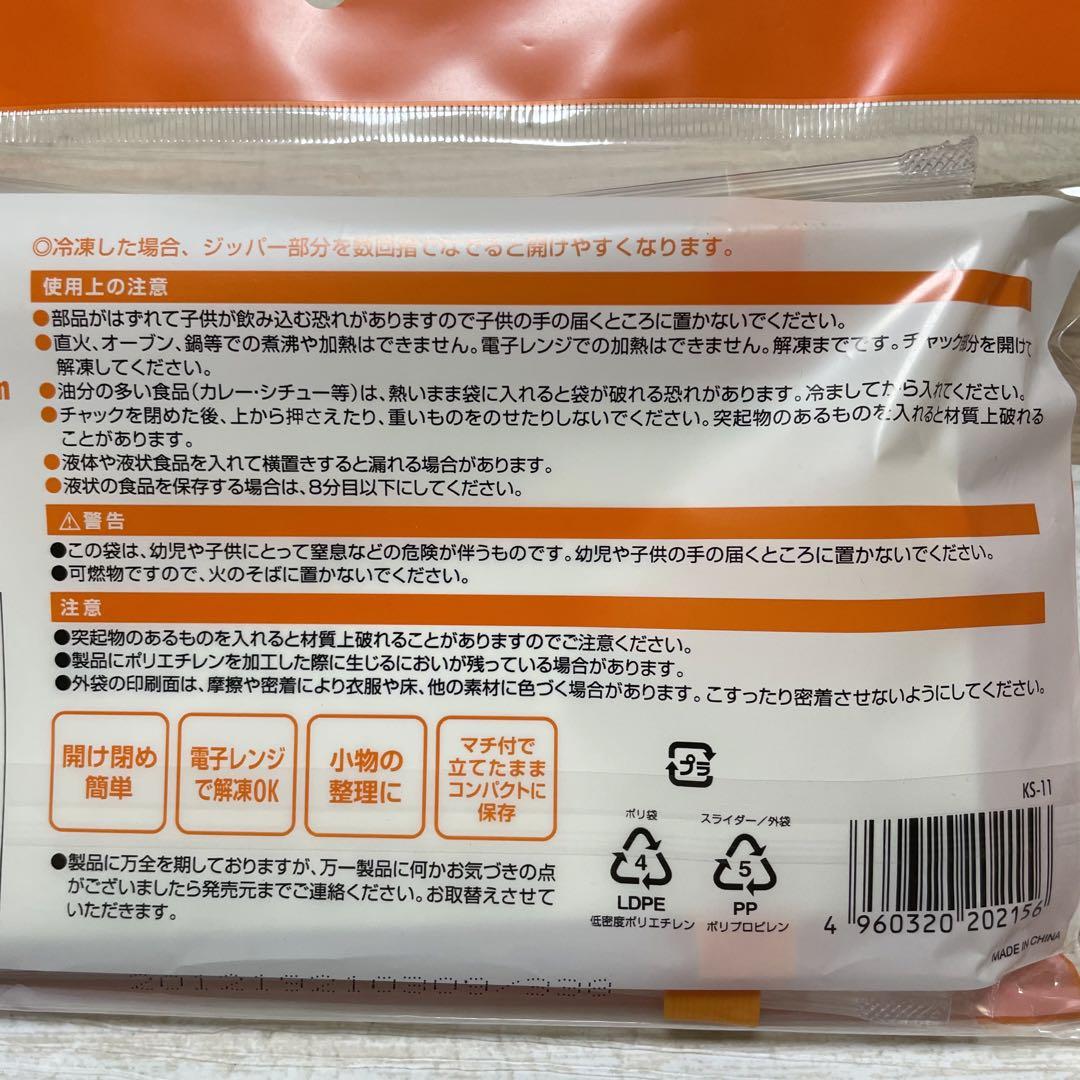 ◎冷凍した場合、ジッパー部分を数回指でなでると開けやすくなります。
使用上の注意
●部品がはずれて子供が飲み込む恐れがありますので子供の手の届くところに置かないでください。
●直火、オーブン、鍋等での煮沸や加熱はできません。電子レンジでの加熱はできません。解凍までです。チャック部分を開けて
解凍してください。
m
●油分の多い食品(カレー・シチュー等)は、熱いまま袋に入れると袋が破れる恐れがあります。冷ましてから入れてください。
●チャックを閉めた後、上から押さえたり、重いものをのせたりしないでください。突起物のあるものを入れると材質上破れる
ことがあります。
●液体や液状食品を入れて横置きすると漏れる場合があります。
●液状の食品を保存する場合は、8分目以下にしてください。
⚠警告
●この袋は、幼児や子供にとって窒息などの危険が伴うものです。幼児や子供の手の届くところに置かないでください。
●可燃物ですので、火のそばに置かないでください。
注意
●突起物のあるものを入れると材質上破れることがありますのでご注意ください。
●製品にポリエチレンを加工した際に生じるにおいが残っている場合があります。
●外袋の印刷面は、摩擦や密着により衣服や床、他の素材に色づく場合があります。こすったり密着させないようにしてください。
開け閉め
簡単
電子レンジ
で解凍OK
小物の
整理に
マチ付で
立てたまま
コンパクトに
保存
プラ
KS-11
ポリ袋
4
LDPE
低密度ポリエチレン
スライダー/外袋
5
PP
ポリプロピレン
4 960320 202156
MADE IN CHINA
●製品に万全を期しておりますが、万一製品に何かお気づきの点
がございましたら発売元までご連絡ください。お取替えさせて
いただきます。